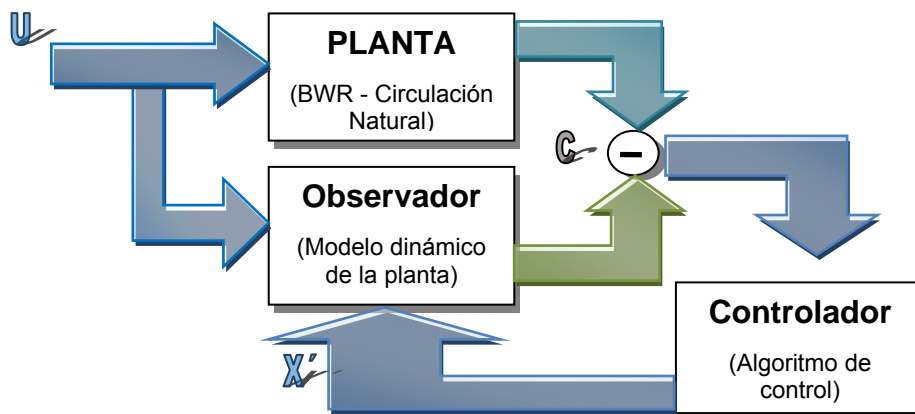 U
PLANTA
(BWR - Circulación
Natural)
C
−
Observador
(Modelo dinámico
de la planta)
Controlador
(Algoritmo de
control)
X´